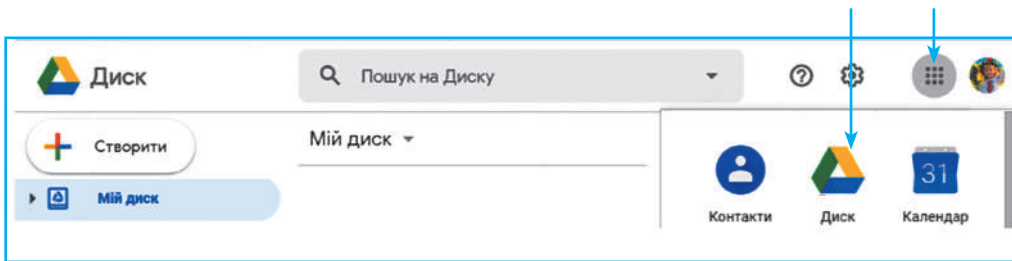 Диск
Пошук на Диску
Створити
Мій диск
Мій диск
31
Контакти
Диск
Календар